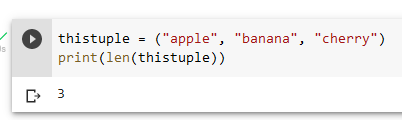 thistuple = ("apple", "banana", "cherry")
print(len(thistuple))
3